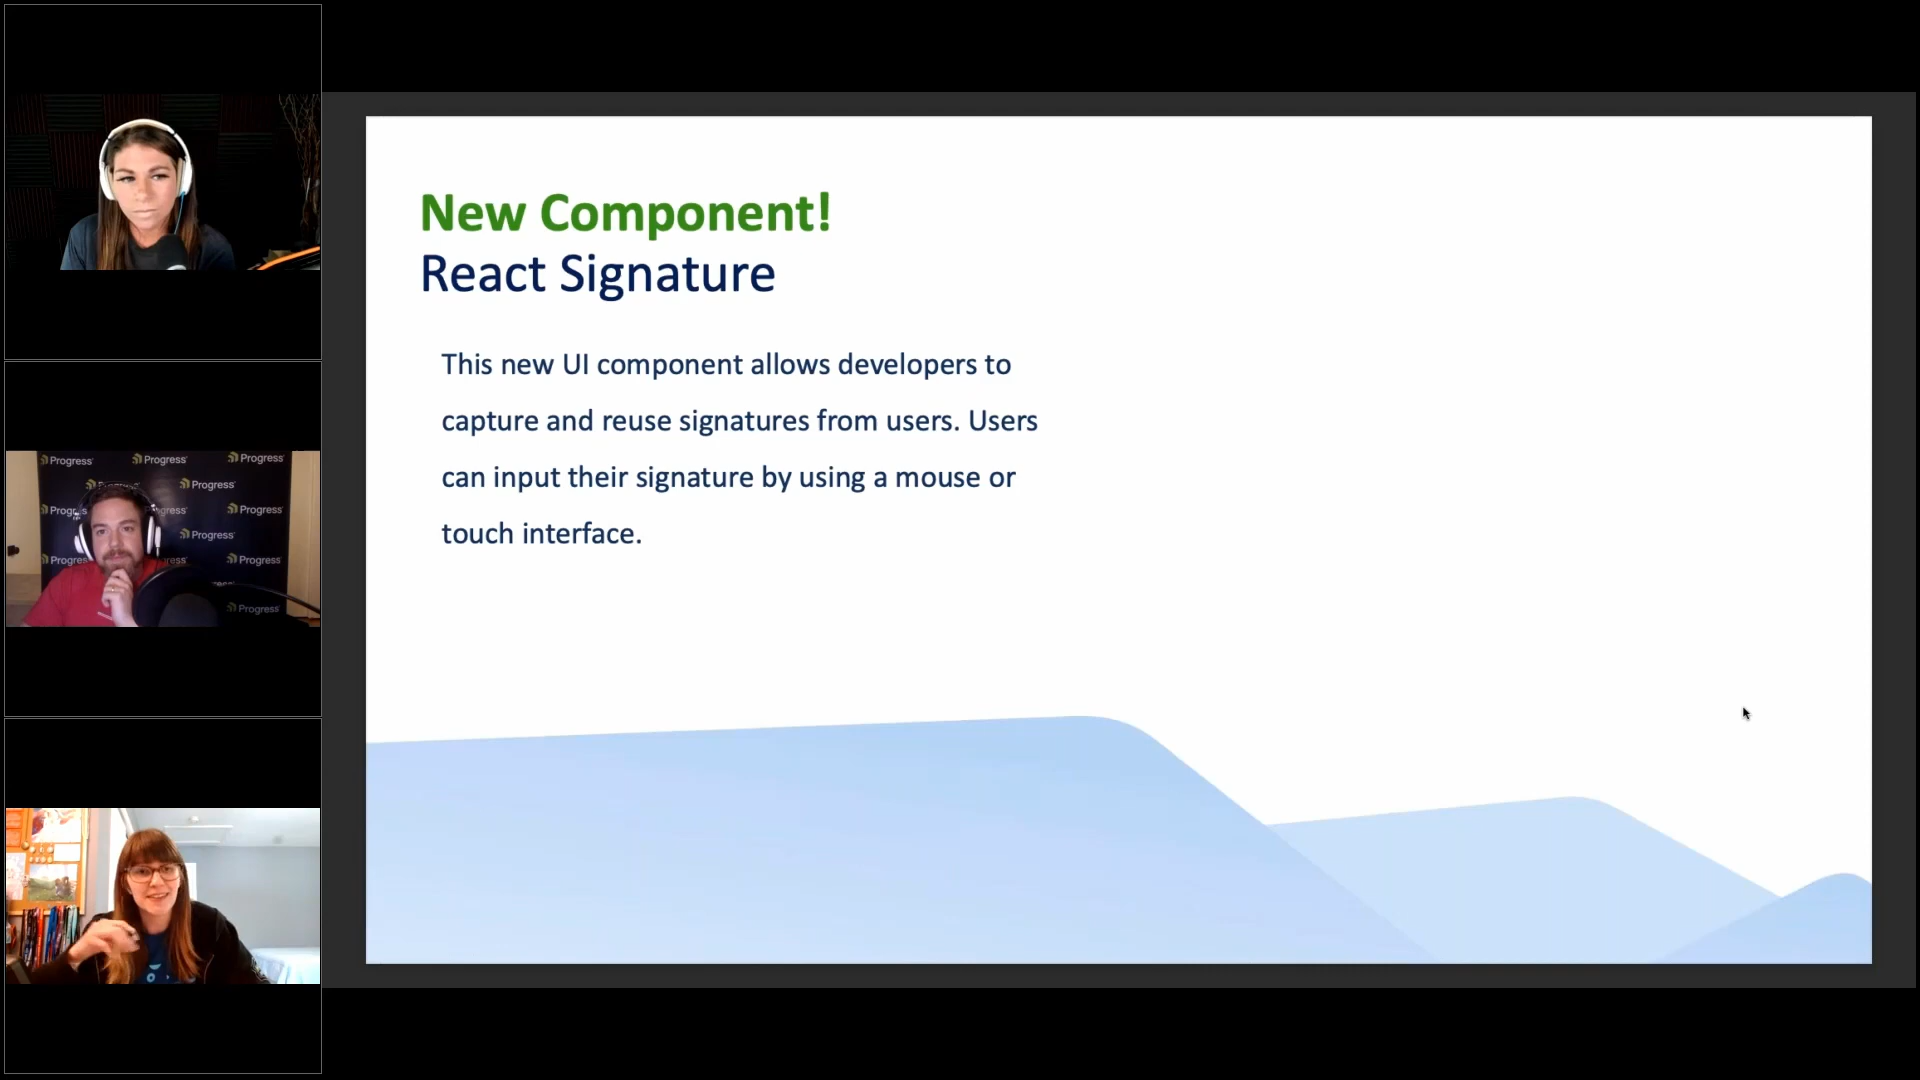 New Component!
React Signature
This new UI component allows developers to
capture and reuse signatures from users. Users
can input their signature by using a mouse or
touch interface.
Progress
Progress
Progress
Progress
Progress
Progress
Progress
Progress
Progress